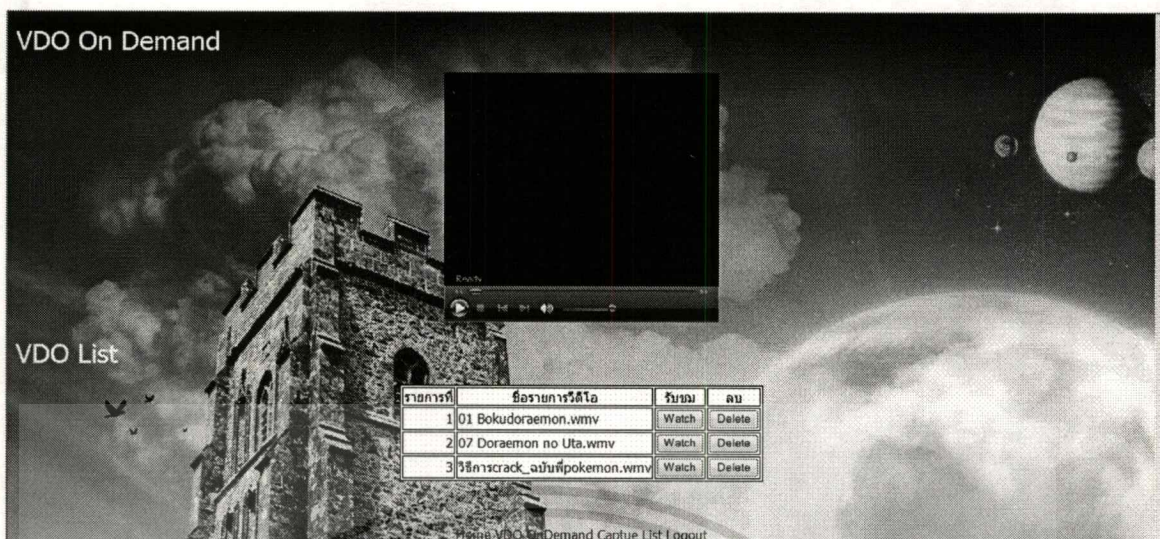 VDO On Demand
Ready
VDO List
รายการที่ ชื่อรายการวีดีโอ รับชม ลบ
1 01 Bokudoraemon.wmv Watch Delete
2 07 Doraemon no Uta.wmv Watch Delete
3 วิธีการcrack_ฉบับพี่pokemon.wmv Watch Delete
Home VDO OnDemand Captue List Logout